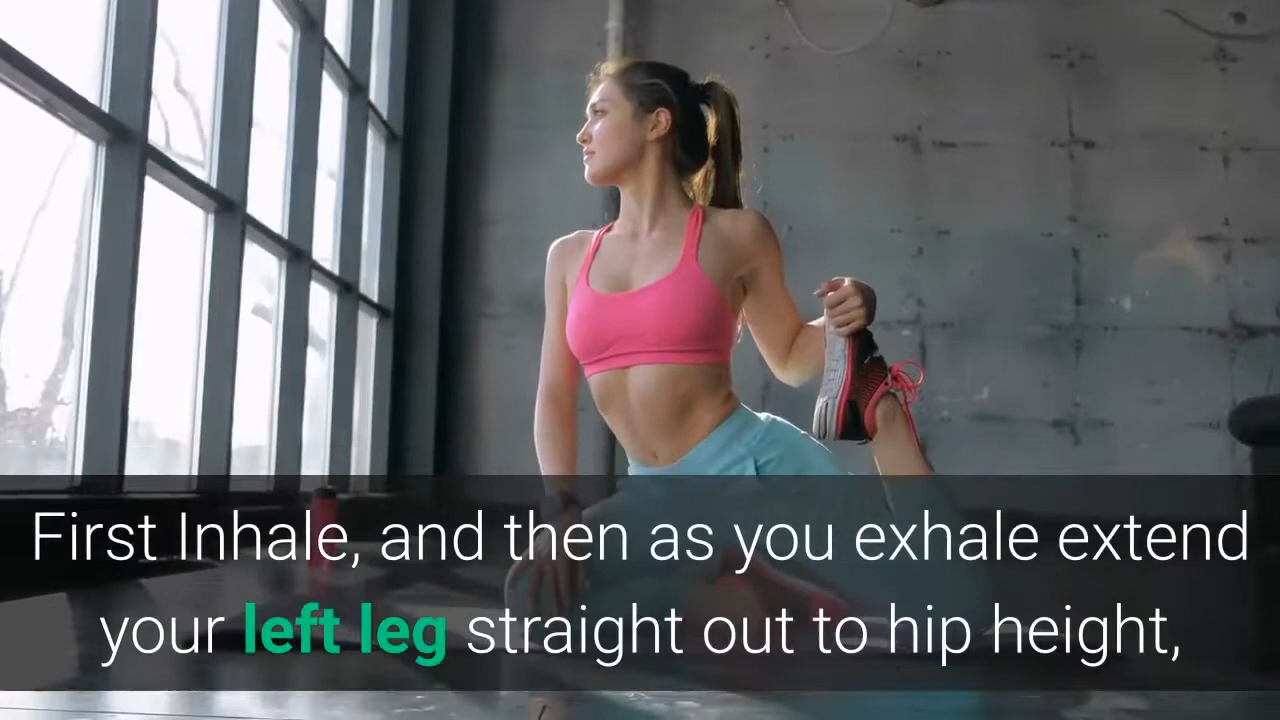 First Inhale, and then as you exhale extend
your left leg straight out to hip height,